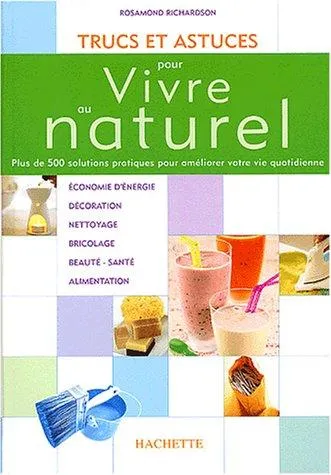 ROSAMOND RICHARDSON
TRUCS ET ASTUCES
pour
Vivre
au
naturel
Plus de 500 solutions pratiques pour améliorer votre vie quotidienne
ÉCONOMIE D'ÉNERGIE
DÉCORATION
NETTOYAGE
BRICOLAGE
BEAUTÉ - SANTÉ
ALIMENTATION
HACHETTE